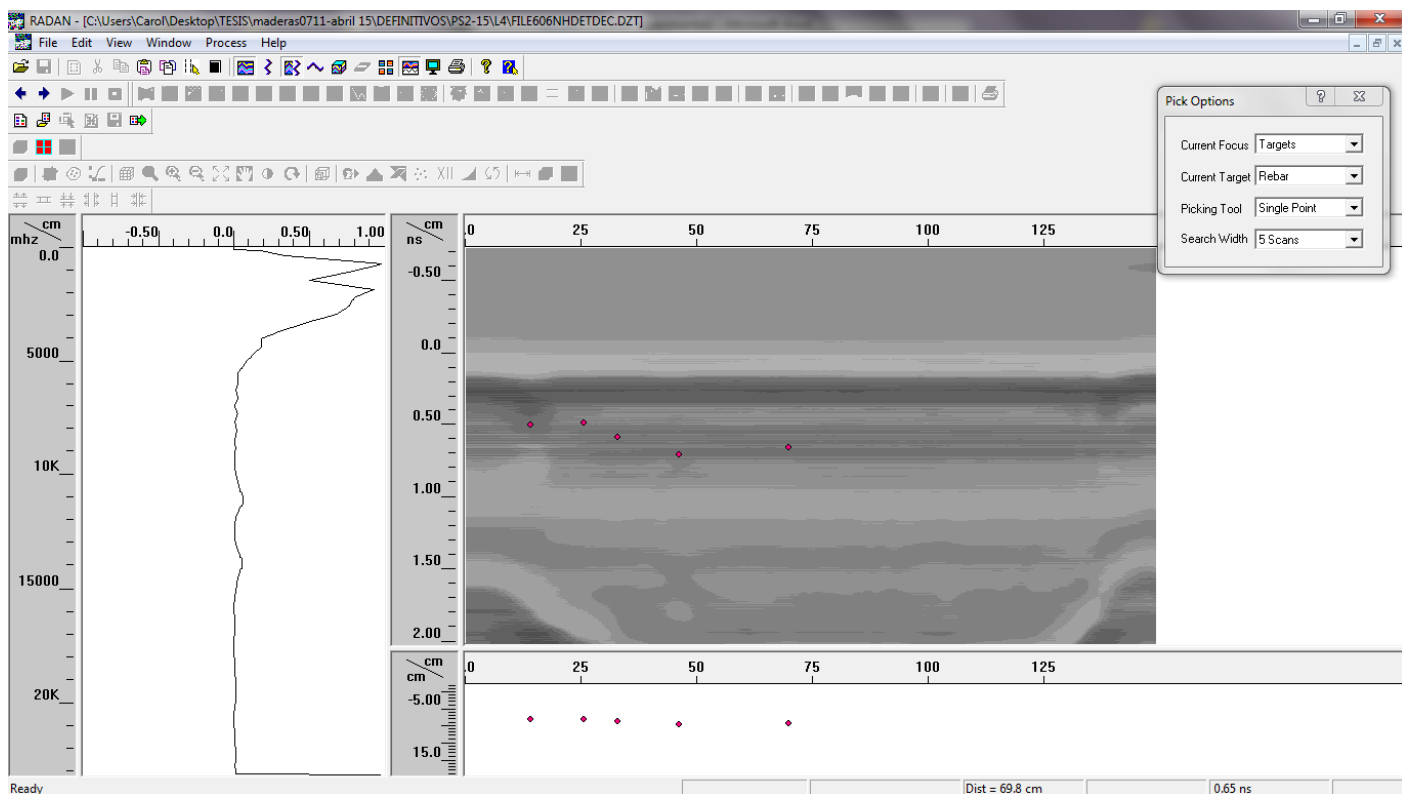 RADAN - [C:\Users\Carol\Desktop\TESIS\maderas0711-abril 15\DEFINITIVOS\PS2-15\L4\FILE606NHDETDEC.DZT]
File Edit View Window Process Help
Pick Options
Current Focus Targets
Current Target Rebar
Picking Tool Single Point
Search Width 5 Scans
cm
mhz
-0.50 0.0 0.50 1.00
0.0
5000
10K
15000
20K
cm
ns
.0 25 50 75 100 125
-0.50
0.0
0.50
1.00
1.50
2.00
cm
cm
.0 25 50 75 100 125
-5.00
15.0
Ready
Dist = 69.8 cm
0.65 ns